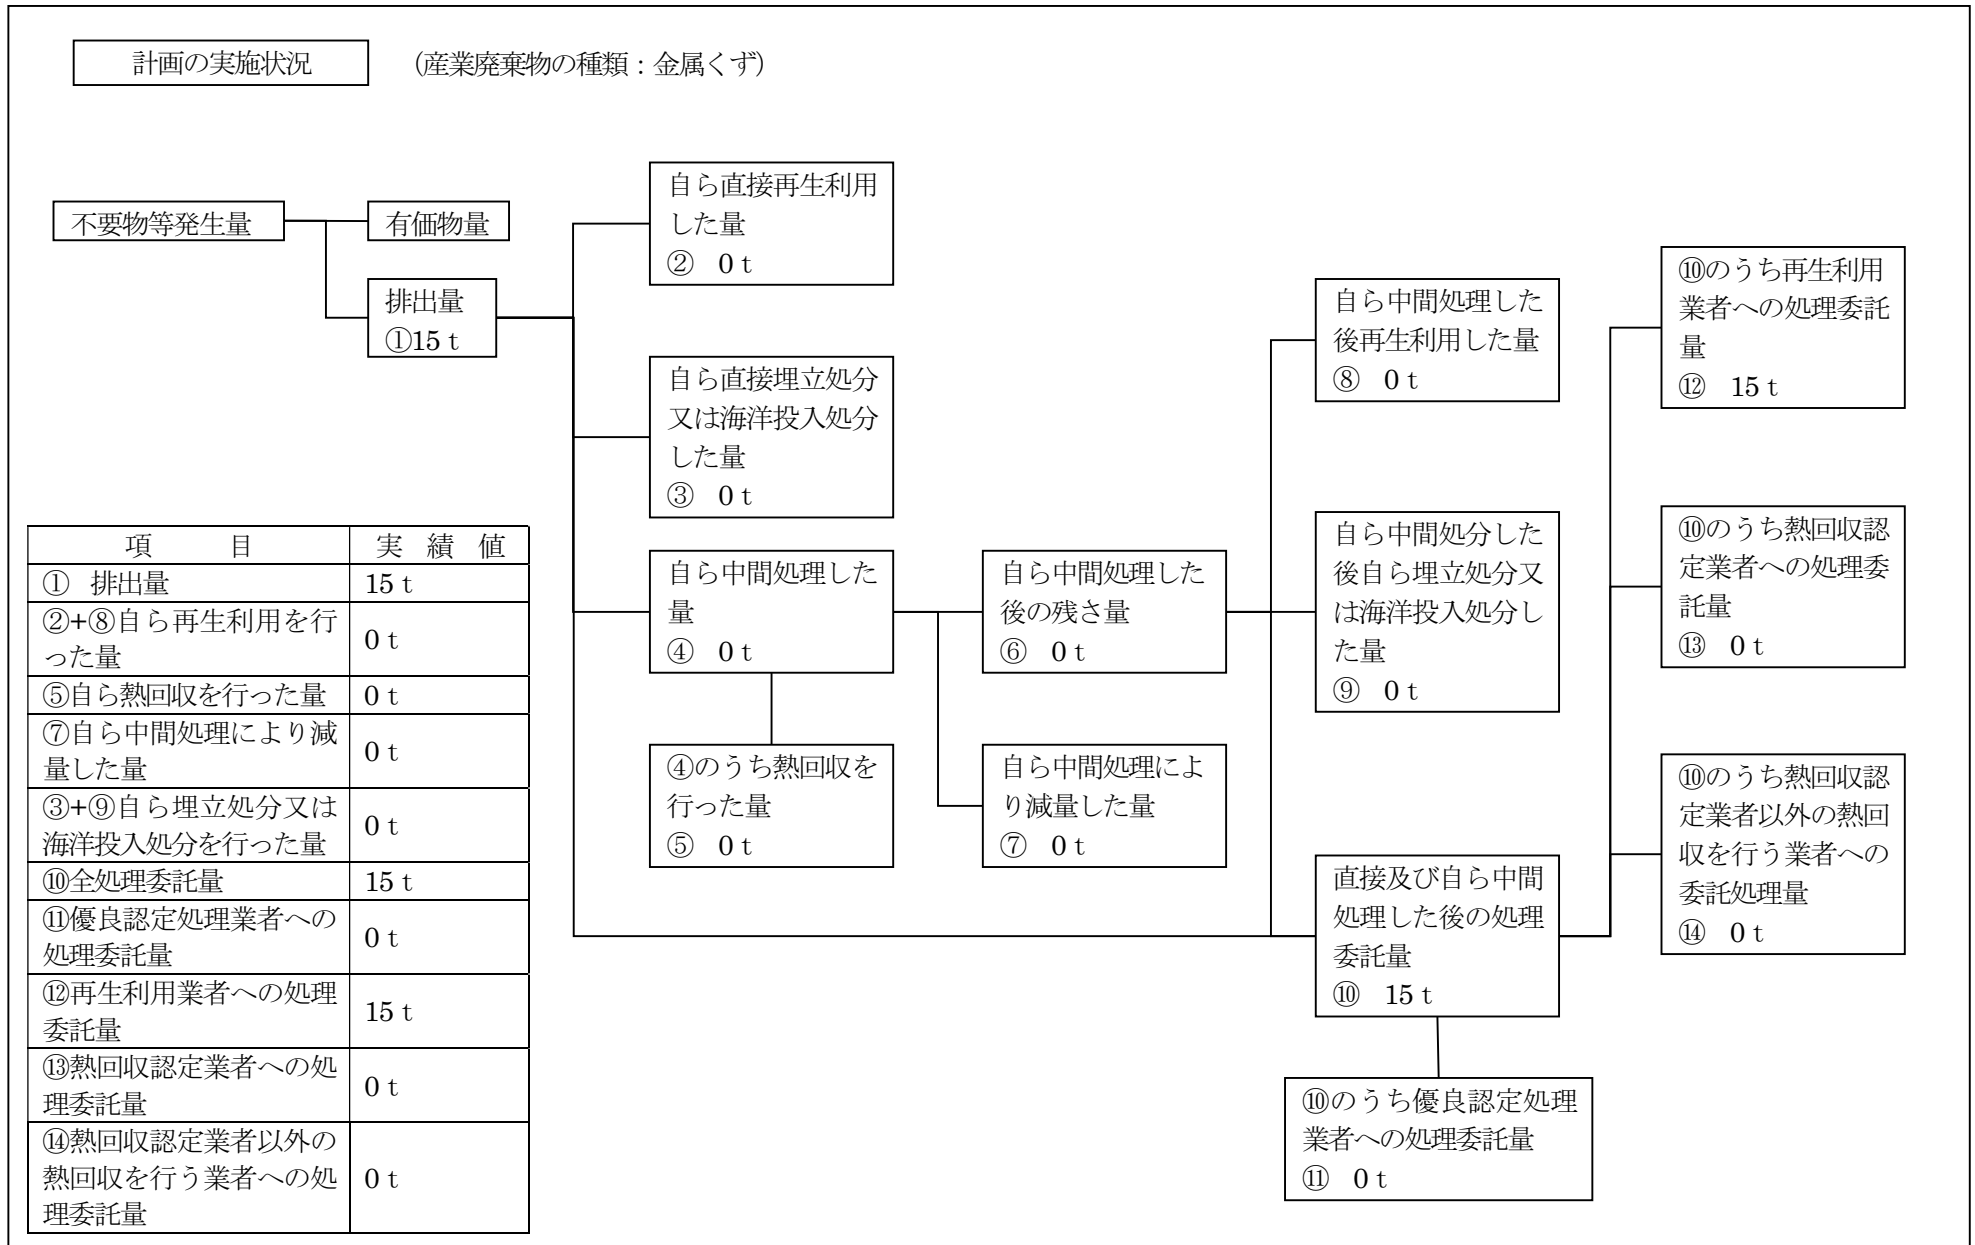 計画の実施状況
(産業廃棄物の種類：金属くず)
不要物等発生量
有価物量
排出量
①15ｔ
自ら直接再生利用
した量
② 0ｔ
自ら直接埋立処分
又は海洋投入処分
した量
③ 0ｔ
自ら中間処理した
量
④ 0ｔ
④のうち熱回収を
行った量
⑤ 0ｔ
自ら中間処理した
後の残さ量
⑥ 0ｔ
自ら中間処理によ
り減量した量
⑦ 0ｔ
自ら中間処理した
後再生利用した量
⑧ 0ｔ
自ら中間処分した
後自ら埋立処分又
は海洋投入処分し
た量
⑨ 0ｔ
直接及び自ら中間
処理した後の処理
委託量
⑩ 15ｔ
⑩のうち優良認定処理
業者への処理委託量
⑪ 0ｔ
⑩のうち再生利用
業者への処理委託
量
⑫ 15ｔ
⑩のうち熱回収認
定業者への処理委
託量
⑬ 0ｔ
⑩のうち熱回収認
定業者以外の熱回
収を行う業者への
委託処理量
⑭ 0ｔ
項 目 実 績 値
① 排出量 15ｔ
②+⑧自ら再生利用を行
った量 0ｔ
⑤自ら熱回収を行った量 0ｔ
⑦自ら中間処理により減
量した量 0ｔ
③+⑨自ら埋立処分又は
海洋投入処分を行った量 0ｔ
⑩全処理委託量 15ｔ
⑪優良認定処理業者への
処理委託量 0ｔ
⑫再生利用業者への処理
委託量 15ｔ
⑬熱回収認定業者への処
理委託量 0ｔ
⑭熱回収認定業者以外の
熱回収を行う業者への処
理委託量 0ｔ